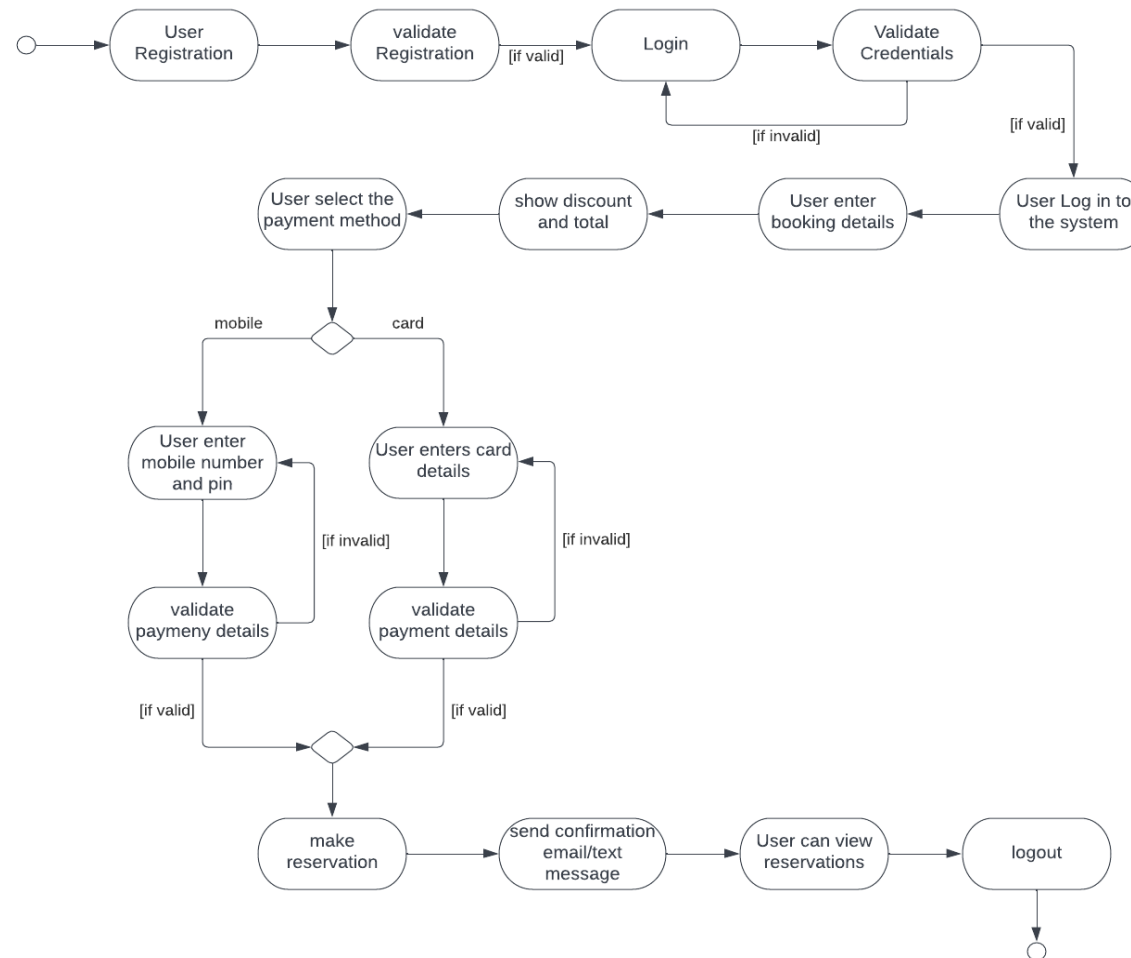 User
Registration
validate
Registration
[if valid]
Login
Validate
Credentials
[if invalid]
[if valid]
User select the
payment method
show discount
and total
User enter
booking details
User Log in to
the system
mobile
card
User enter
mobile number
and pin
User enters card
details
[if invalid]
[if invalid]
validate
paymeny details
validate
payment details
[if valid]
[if valid]
make
reservation
send confirmation
email/text
message
User can view
reservations
logout